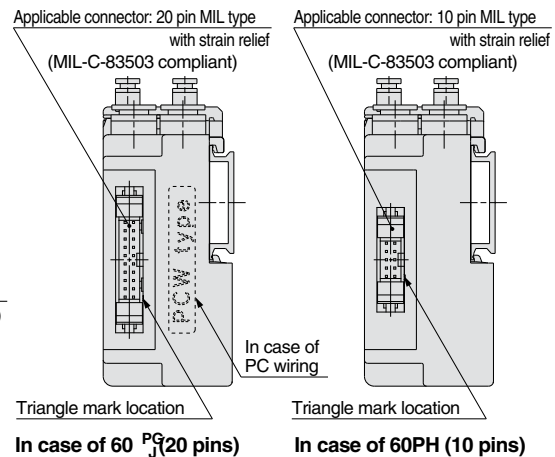 Applicable connector: 20 pin MIL type
with strain relief
(MIL-C-83503 compliant)
PCW type
In case of
PC wiring
Triangle mark location
In case of 60 PG J (20 pins)
Applicable connector: 10 pin MIL type
with strain relief
(MIL-C-83503 compliant)
Triangle mark location
In case of 60PH (10 pins)